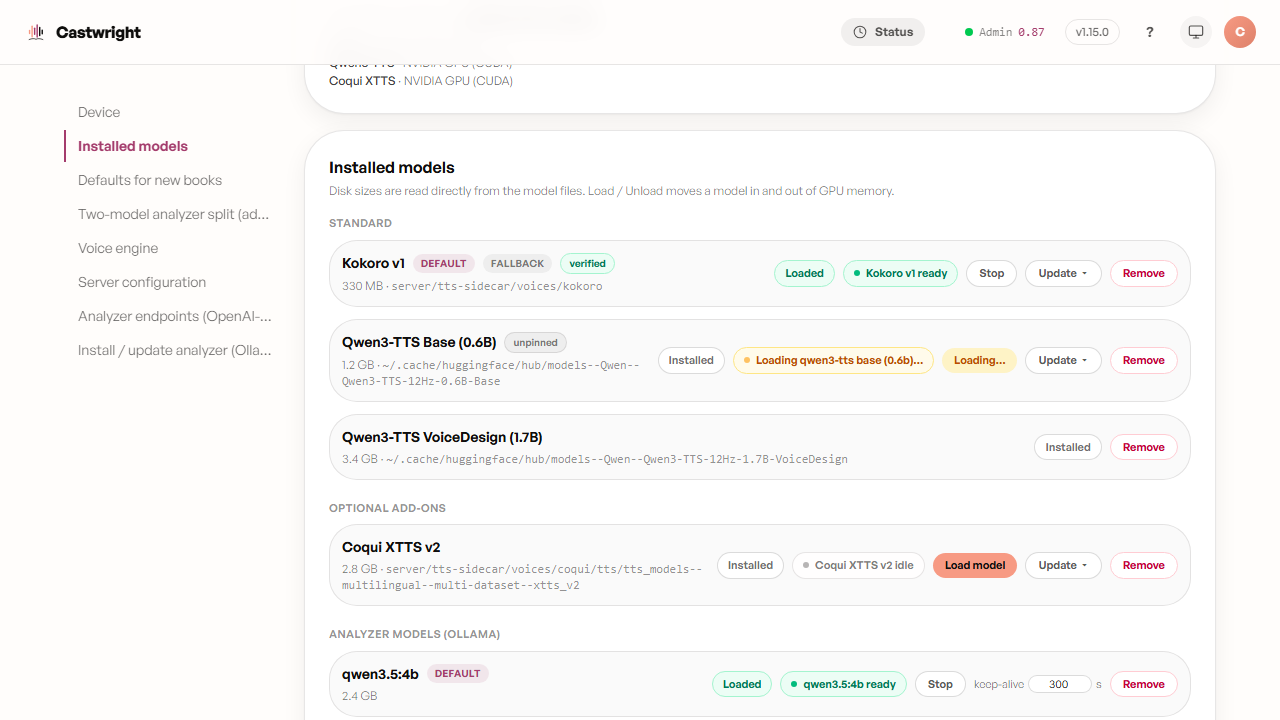 Castwright
Status
Admin 0.87
v1.15.0
?
C
Coqui XTTS · NVIDIA GPU (CUDA)
Device
Installed models
Defaults for new books
Two-model analyzer split (ad...
Voice engine
Server configuration
Analyzer endpoints (OpenAI-...
Install / update analyzer (Olla...
Installed models
Disk sizes are read directly from the model files. Load / Unload moves a model in and out of GPU memory.
STANDARD
Kokoro v1 DEFAULT FALLBACK verified
330 MB · server/tts-sidecar/voices/kokoro
Loaded Kokoro v1 ready Stop Update Remove
Qwen3-TTS Base (0.6B) unpinned
1.2 GB · ~/.cache/huggingface/hub/models--Qwen--
Qwen3-TTS-12Hz-0.6B-Base
Installed Loading qwen3-tts base (0.6b)... Loading... Update Remove
Qwen3-TTS VoiceDesign (1.7B)
3.4 GB · ~/.cache/huggingface/hub/models--Qwen--Qwen3-TTS-12Hz-1.7B-VoiceDesign
Installed Remove
OPTIONAL ADD-ONS
Coqui XTTS v2
2.8 GB · server/tts-sidecar/voices/coqui/tts/tts_models--
multilingual--multi-dataset--xtts_v2
Installed Coqui XTTS v2 idle Load model Update Remove
ANALYZER MODELS (OLLAMA)
qwen3.5:4b DEFAULT
2.4 GB
Loaded qwen3.5:4b ready Stop keep-alive 300 s Remove